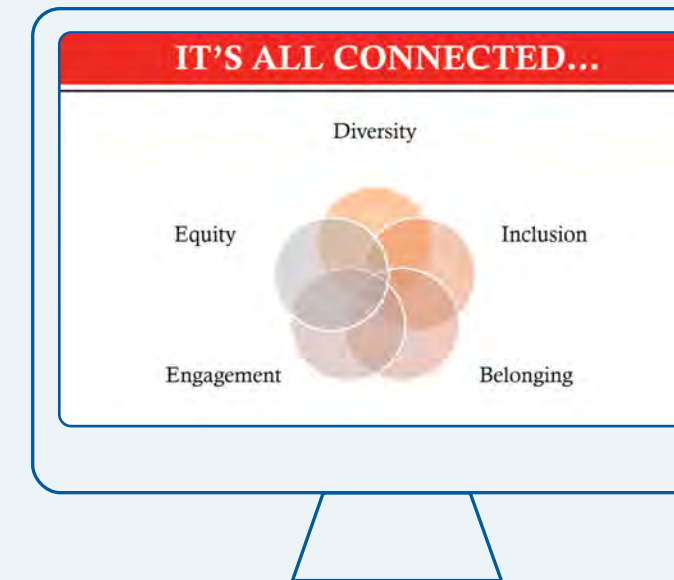 IT’S ALL CONNECTED…
Diversity
Equity
Inclusion
Engagement
Belonging